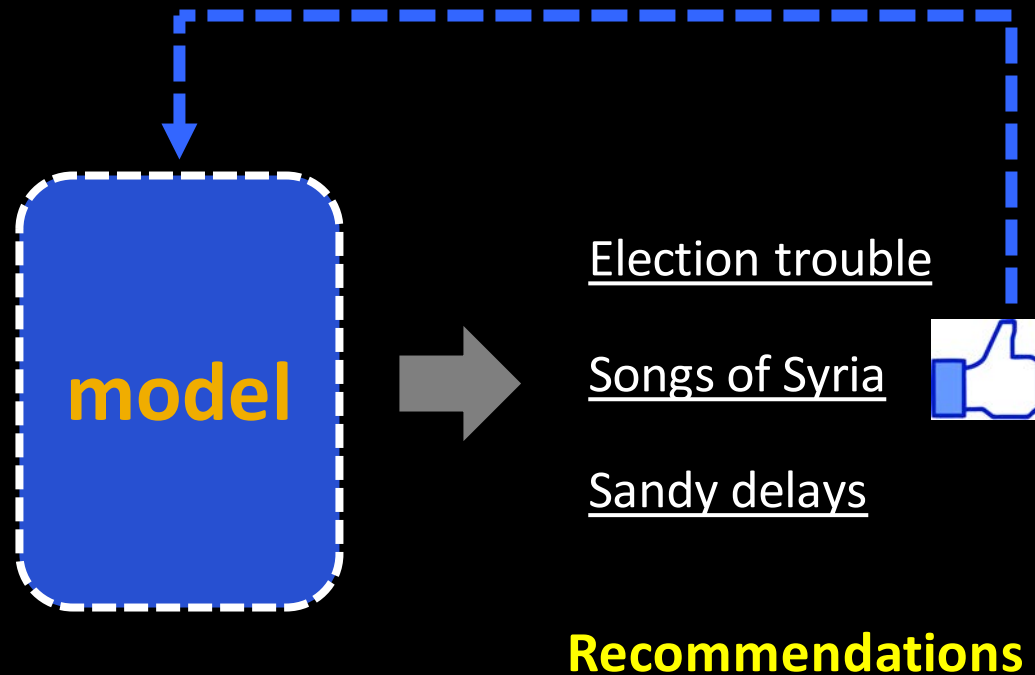 Election trouble
model
Songs of Syria
Sandy delays
Recommendations